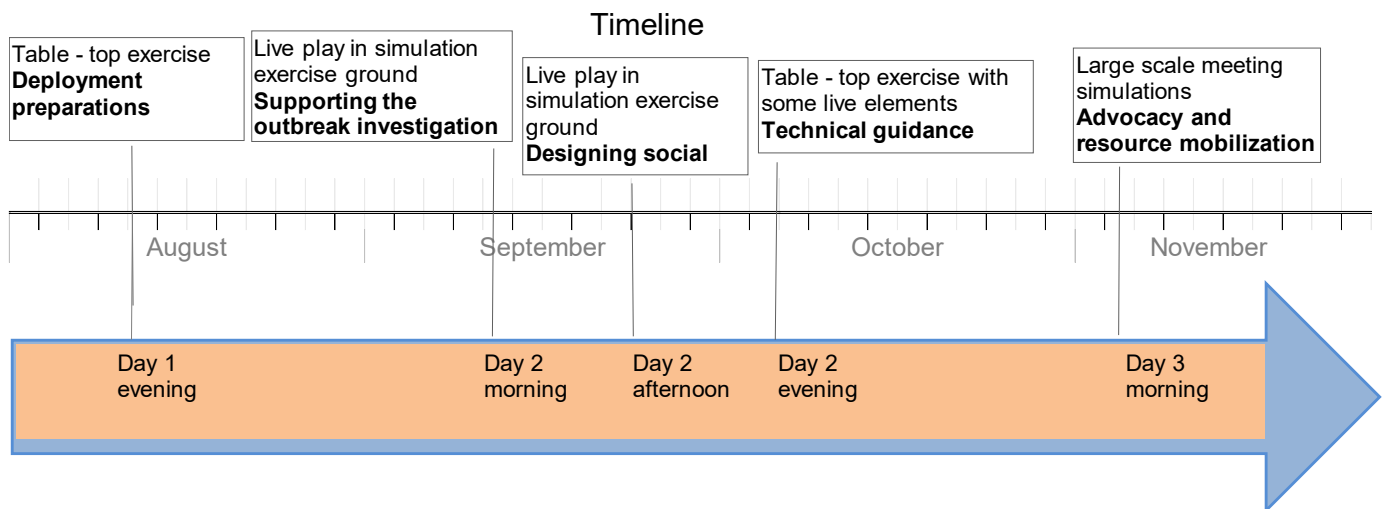 Timeline
Table - top exercise
Deployment
preparations
Live play in simulation
exercise ground
Supporting the
outbreak investigation
Live play in
simulation exercise
ground
Designing social
Table - top exercise with
some live elements
Technical guidance
Large scale meeting
simulations
Advocacy and
resource mobilization
August
September
October
November
Day 1
evening
Day 2
morning
Day 2
afternoon
Day 2
evening
Day 3
morning